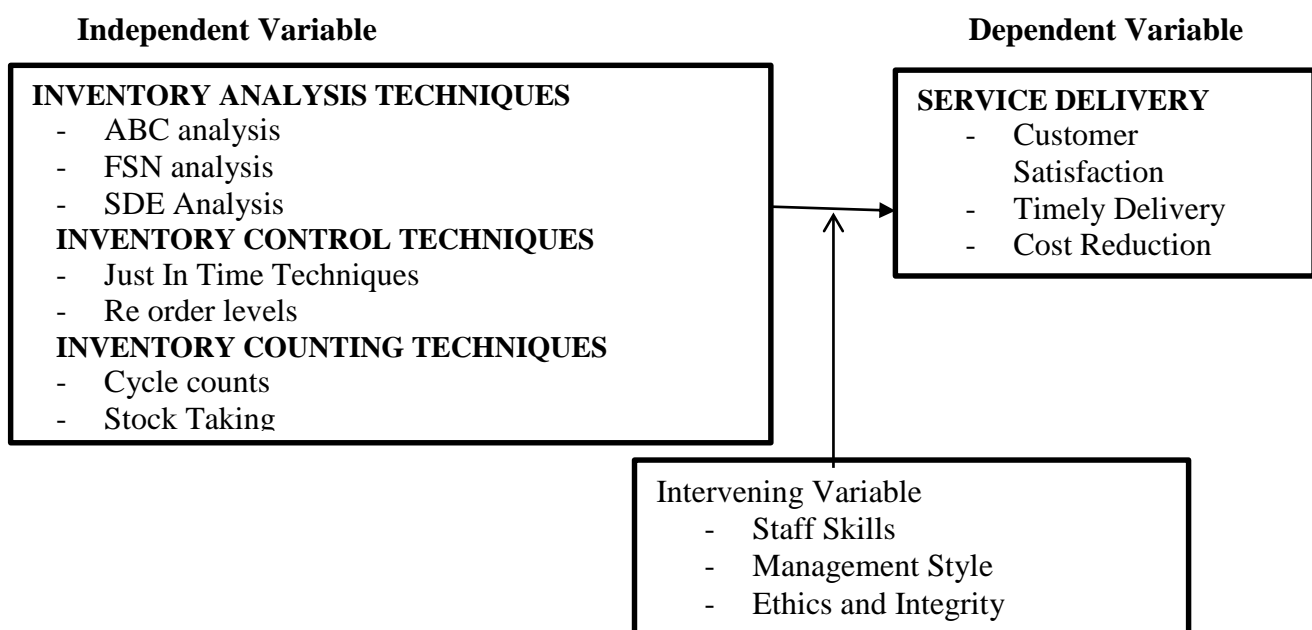 Independent Variable
Dependent Variable
INVENTORY ANALYSIS TECHNIQUES
- ABC analysis
- FSN analysis
- SDE Analysis
INVENTORY CONTROL TECHNIQUES
- Just In Time Techniques
- Re order levels
INVENTORY COUNTING TECHNIQUES
- Cycle counts
- Stock Taking
SERVICE DELIVERY
- Customer
Satisfaction
- Timely Delivery
- Cost Reduction
Intervening Variable
- Staff Skills
- Management Style
- Ethics and Integrity